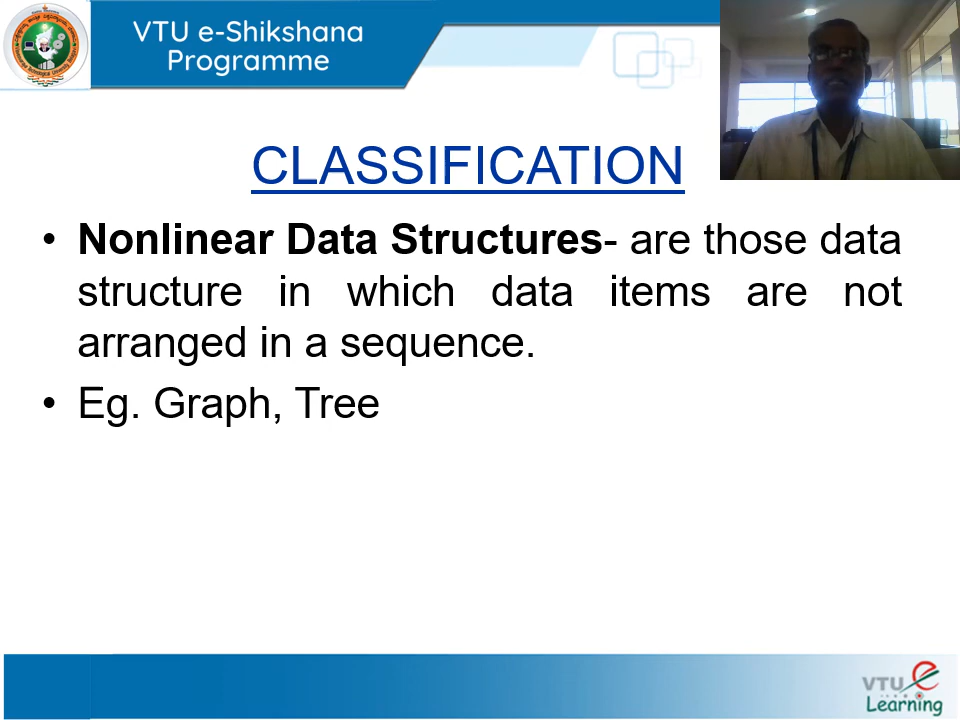 VTU e-Shikshana
Programme
CLASSIFICATION
• Nonlinear Data Structures- are those data
structure in which data items are not
arranged in a sequence.
• Eg. Graph, Tree
VTU e
Learning